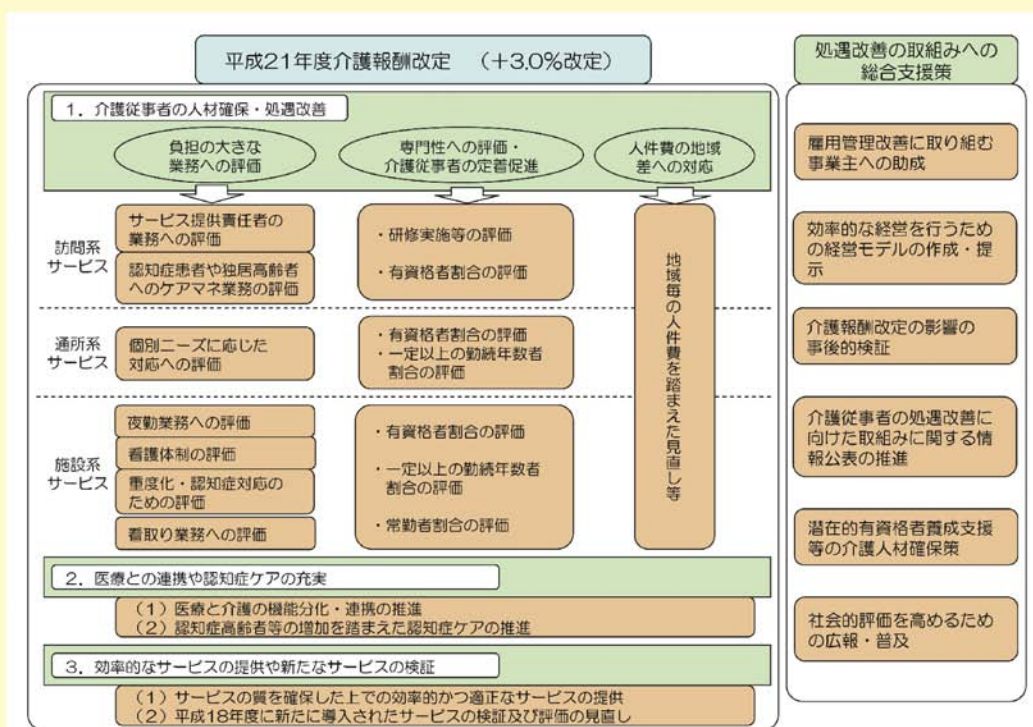 平成21年度介護報酬改定 （＋3.0％改定）
1．介護従事者の人材確保・処遇改善
負担の大きな
業務への評価
専門性への評価・
介護従事者の定着促進
人件費の地域
差への対応
訪問系
サービス
サービス提供責任者の
業務への評価
認知症患者や独居高齢者
へのケアマネ業務の評価
・研修実施等の評価
・有資格者割合の評価
地域毎の人件費を踏まえた見直し等
通所系
サービス
個別ニーズに応じた
対応への評価
・有資格者割合の評価
・一定以上の勤続年数者
割合の評価
施設系
サービス
夜勤業務への評価
看護体制の評価
重度化・認知症対応の
ための評価
看取り業務への評価
・有資格者割合の評価
・一定以上の勤続年数者
割合の評価
・常勤者割合の評価
2．医療との連携や認知症ケアの充実
（1）医療と介護の機能分化・連携の推進
（2）認知症高齢者等の増加を踏まえた認知症ケアの推進
3．効率的なサービスの提供や新たなサービスの検証
（1）サービスの質を確保した上での効率的かつ適正なサービスの提供
（2）平成18年度に新たに導入されたサービスの検証及び評価の見直し
処遇改善の取組みへの
総合支援策
雇用管理改善に取り組む
事業主への助成
効率的な経営を行うため
の経営モデルの作成・提
示
介護報酬改定の影響の
事後的検証
介護従事者の処遇改善に
向けた取組みに関する情
報公表の推進
潜在的有資格者養成支援
等の介護人材確保策
社会的評価を高めるため
の広報・普及